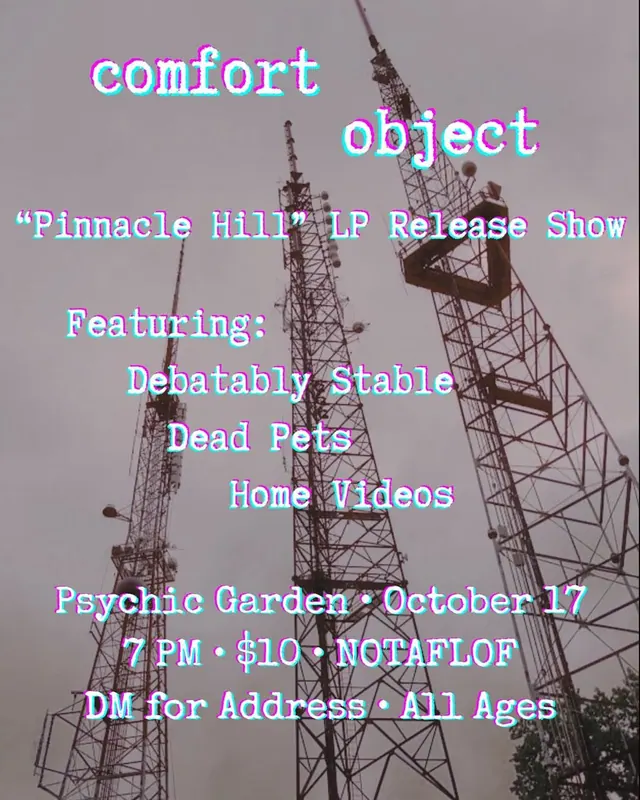 comfort
object
“Pinnacle Hill” LP Release Show
Featuring:
Debatably Stable
Dead Pets
Home Videos
Psychic Garden • October 17
7 PM • $10 • NOTAFLOF
DM for Address • All Ages